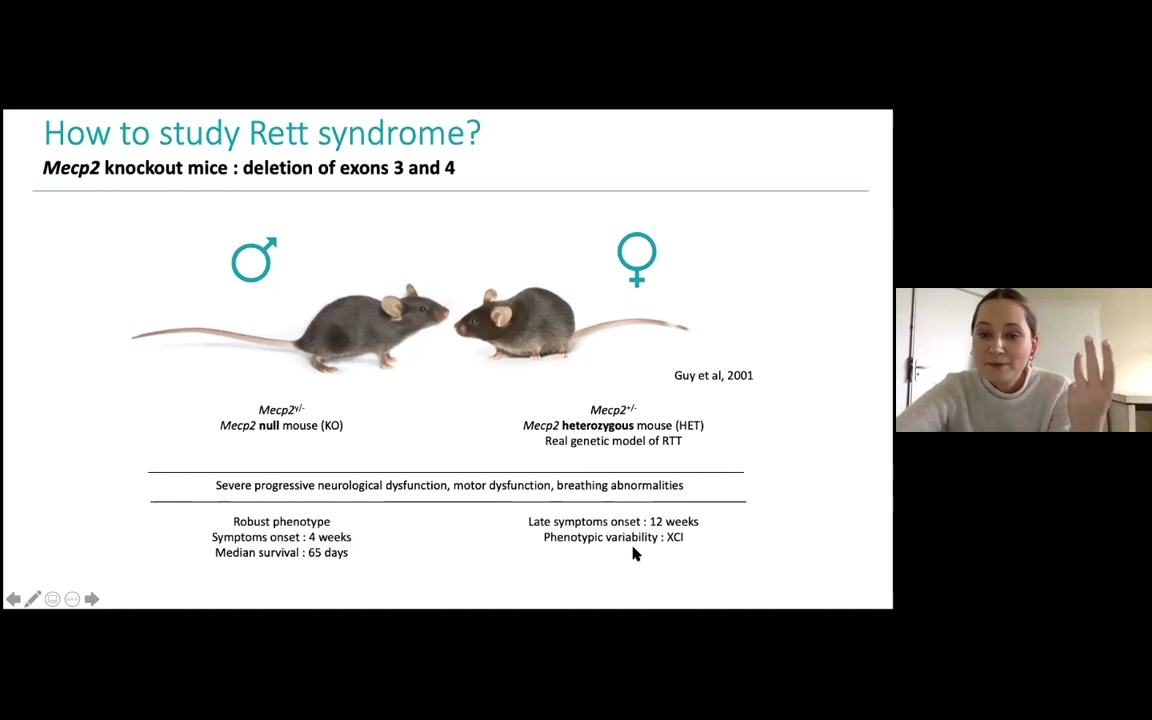 How to study Rett syndrome?
Mecp2 knockout mice : deletion of exons 3 and 4
Guy et al, 2001
Mecp2y/-
Mecp2 null mouse (KO)
Mecp2+/-
Mecp2 heterozygous mouse (HET)
Real genetic model of RTT
Severe progressive neurological dysfunction, motor dysfunction, breathing abnormalities
Robust phenotype
Symptoms onset : 4 weeks
Median survival : 65 days
Late symptoms onset : 12 weeks
Phenotypic variability : XCI